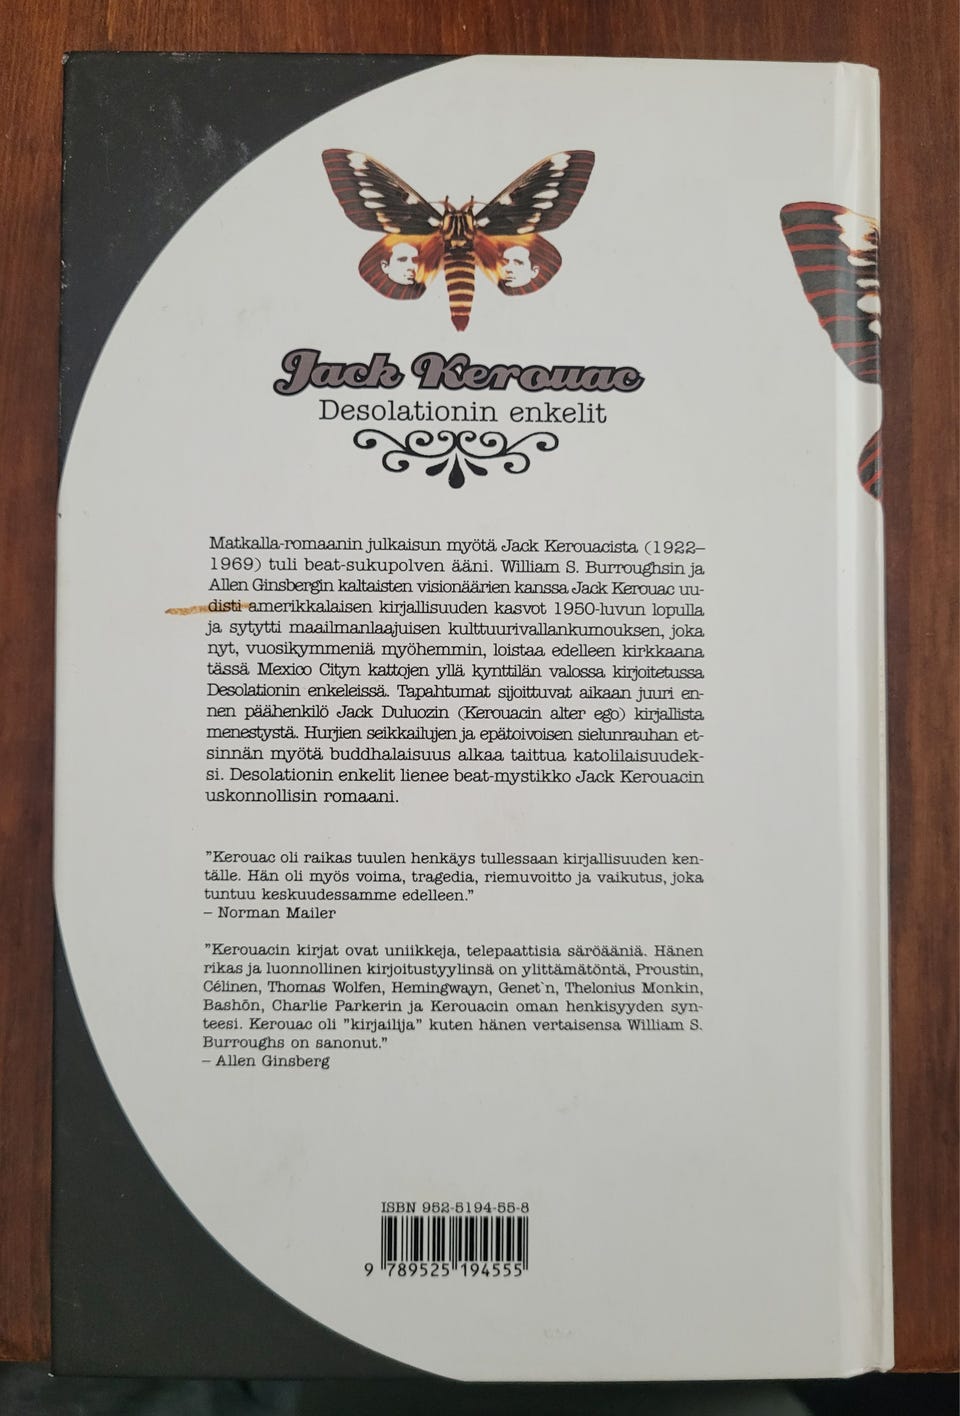 Jack Kerouac
Desolationin enkelit
Matkalla-romaanin julkaisun myötä Jack Kerouacista (1922–
1969) tuli beat-sukupolven ääni. William S. Burroughsin ja
Allen Ginsbergin kaltaisten visionäärien kanssa Jack Kerouac uu-
disti amerikkalaisen kirjallisuuden kasvot 1950-luvun lopulla
ja sytytti maailmanlaajuisen kulttuurivallankumouksen, joka
nyt, vuosikymmeniä myöhemmin, loistaa edelleen kirkkaana
tässä Mexico Cityn kattojen yllä kynttilän valossa kirjoitetussa
Desolationin enkeleissä. Tapahtumat sijoittuvat aikaan juuri en-
nen päähenkilö Jack Duluozin (Kerouacin alter ego) kirjallista
menestystä. Hurjien seikkailujen ja epätoivoisen sielunrauhan et-
sinnän myötä buddhalaisuus alkaa taittua katolilaisuudek-
si. Desolationin enkelit lienee beat-mystikko Jack Kerouacin
uskonnollisin romaani.
"Kerouac oli raikas tuulen henkäys tullessaan kirjallisuuden ken-
tälle. Hän oli myös voima, tragedia, riemuvoitto ja vaikutus, joka
tuntuu keskuudessamme edelleen."
– Norman Mailer
"Kerouacin kirjat ovat uniikkeja, telepaattisia säröääniä. Hänen
rikas ja luonnollinen kirjoitustyylinsä on ylittämätöntä, Proustin,
Célinen, Thomas Wolfen, Hemingwayn, Genet`n, Thelonius Monkin,
Bashōn, Charlie Parkerin ja Kerouacin oman henkisyyden syn-
teesi. Kerouac oli "kirjailija" kuten hänen vertaisensa William S.
Burroughs on sanonut."
– Allen Ginsberg
ISBN 952-5194-55-8
9 789525 194555